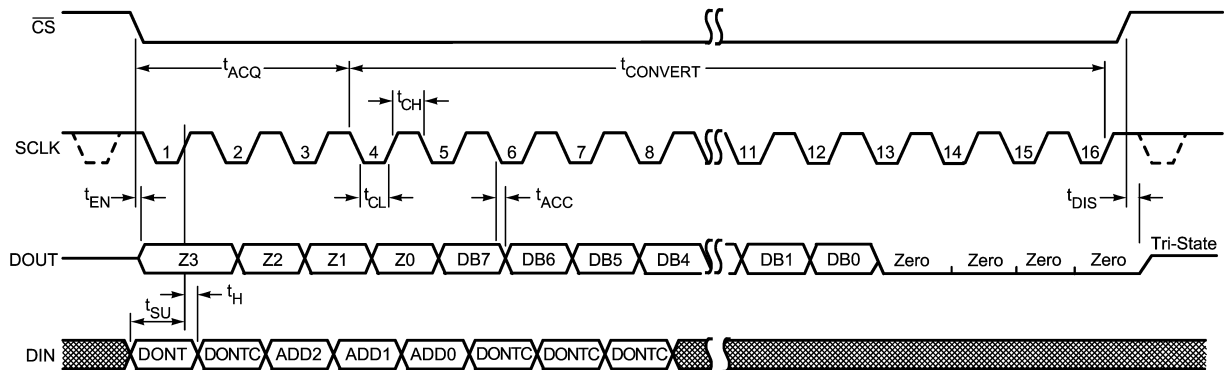 CS
tACQ
tCONVERT
tCH
SCLK 1 2 3 4 5 6 7 8 11 12 13 14 15 16
tEN
tCL
tACC
tDIS
Tri-State
DOUT Z3 Z2 Z1 Z0 DB7 DB6 DB5 DB4 DB1 DB0 Zero Zero Zero Zero
tSU
tH
DIN DONT DONTC ADD2 ADD1 ADD0 DONTC DONTC DONTC